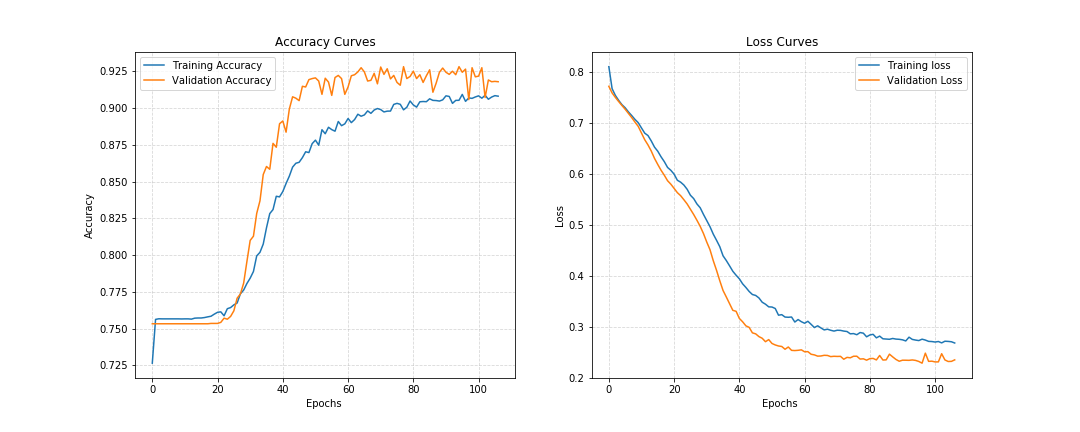 Accuracy Curves
Training Accuracy
Validation Accuracy
0.925
0.900
0.875
0.850
0.825
0.800
0.775
0.750
0.725
Accuracy
0 20 40 60 80 100
Epochs
Loss Curves
Training loss
Validation Loss
0.8
0.7
0.6
0.5
0.4
0.3
0.2
Loss
0 20 40 60 80 100
Epochs